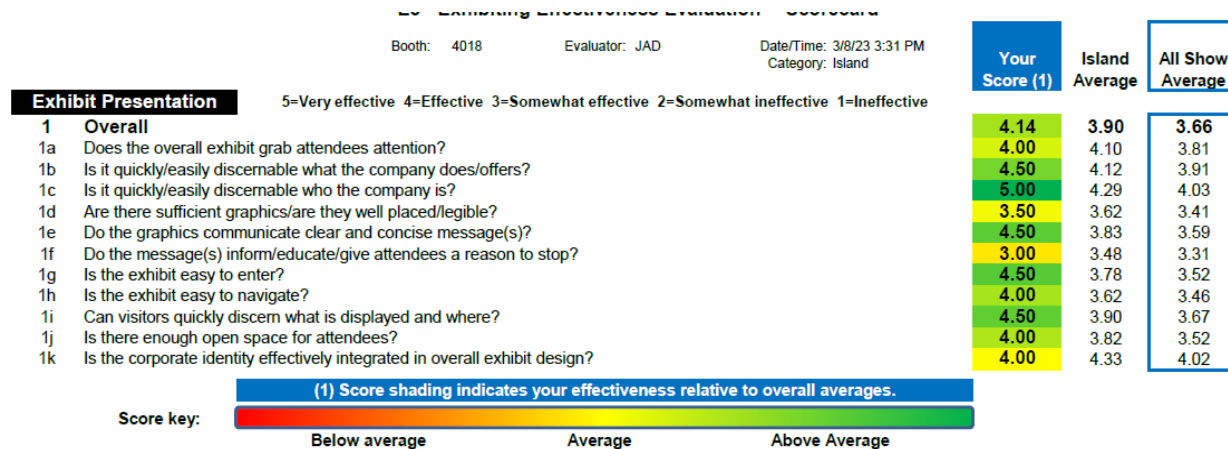 Exhibiting Effectiveness Evaluation - Scorecard
Booth: 4018 Evaluator: JAD Date/Time: 3/8/23 3:31 PM
Category: Island
Your Score (1) Island Average All Show Average
Exhibit Presentation 5=Very effective 4=Effective 3=Somewhat effective 2=Somewhat ineffective 1=Ineffective
1 Overall 4.14 3.90 3.66
1a Does the overall exhibit grab attendees attention? 4.00 4.10 3.81
1b Is it quickly/easily discernable what the company does/offers? 4.50 4.12 3.91
1c Is it quickly/easily discernable who the company is? 5.00 4.29 4.03
1d Are there sufficient graphics/are they well placed/legible? 3.50 3.62 3.41
1e Do the graphics communicate clear and concise message(s)? 4.50 3.83 3.59
1f Do the message(s) inform/educate/give attendees a reason to stop? 3.00 3.48 3.31
1g Is the exhibit easy to enter? 4.50 3.78 3.52
1h Is the exhibit easy to navigate? 4.00 3.62 3.46
1i Can visitors quickly discern what is displayed and where? 4.50 3.90 3.67
1j Is there enough open space for attendees? 4.00 3.82 3.52
1k Is the corporate identity effectively integrated in overall exhibit design? 4.00 4.33 4.02
(1) Score shading indicates your effectiveness relative to overall averages.
Score key:
Below average Average Above Average